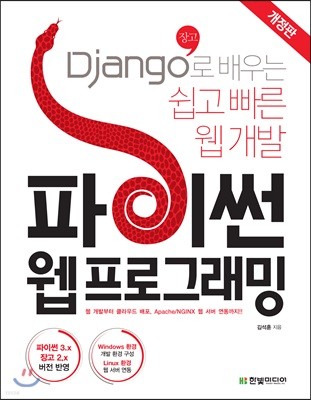 개정판
장고
Django로 배우는
쉽고 빠른
웹 개발
파이썬
웹 프로그래밍
웹 개발부터 클라우드 배포, Apache/NGINX 웹 서버 연동까지!!
파이썬 3.x
장고 2.x
버전 반영
Windows 환경
개발 환경 구성
Linux 환경
웹 서버 연동
김석훈 지음
한빛미디어